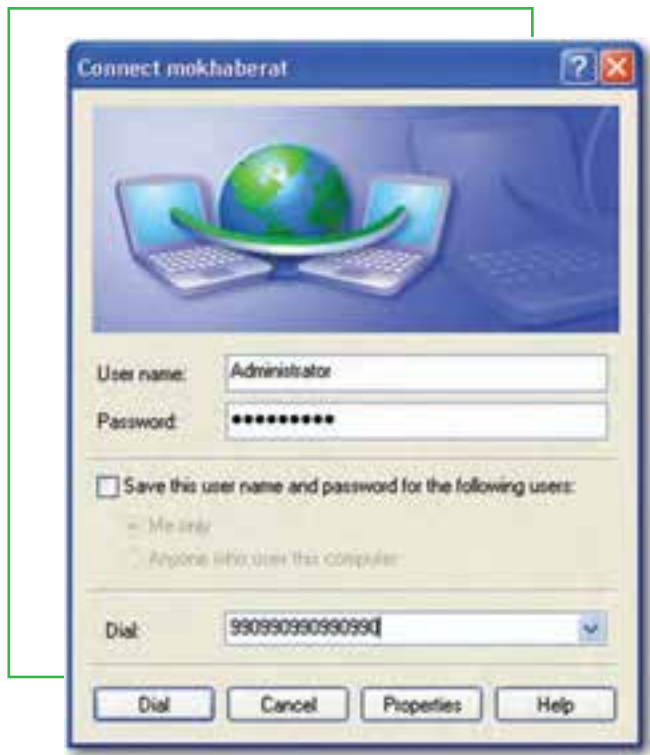 Connect mokhaberat
User name: Administrator
Password: •••••••••
Save this user name and password for the following users:
Me only
Anyone who uses this computer
Dial: 990990990990990
Dial Cancel Properties Help